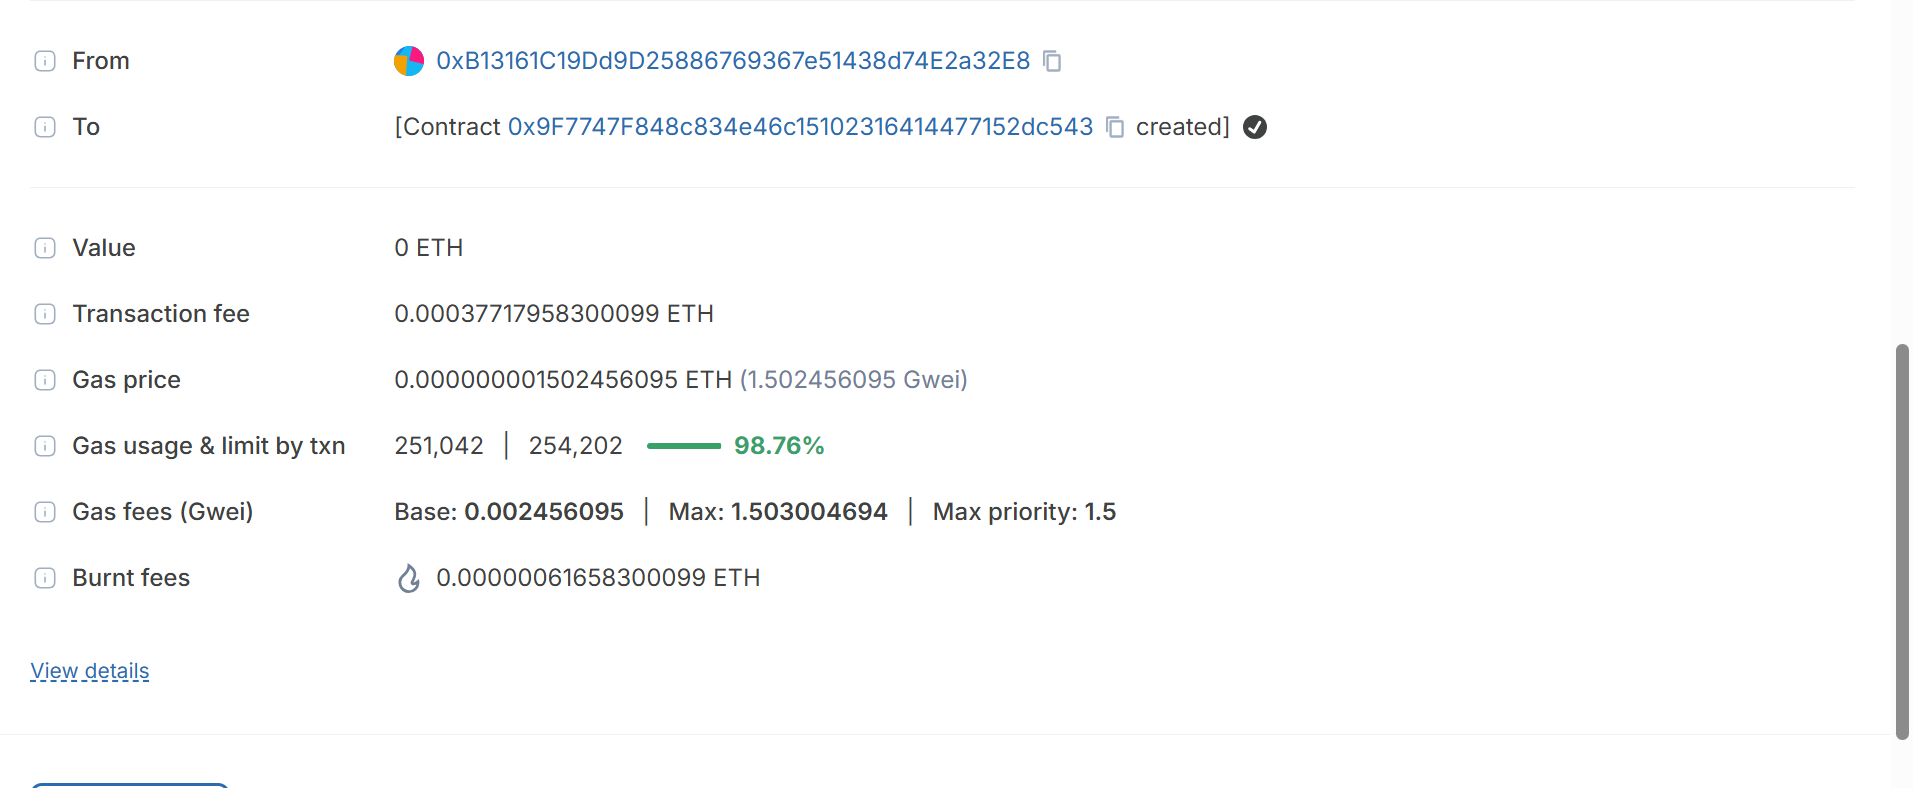 From 0xB13161C19Dd9D25886769367e51438d74E2a32E8
To [Contract 0x9F7747F848c834e46c15102316414477152dc543 created]
Value 0 ETH
Transaction fee 0.00037717958300099 ETH
Gas price 0.000000001502456095 ETH (1.502456095 Gwei)
Gas usage & limit by txn 251,042 | 254,202 98.76%
Gas fees (Gwei) Base: 0.002456095 | Max: 1.503004694 | Max priority: 1.5
Burnt fees 0.00000061658300099 ETH
View details